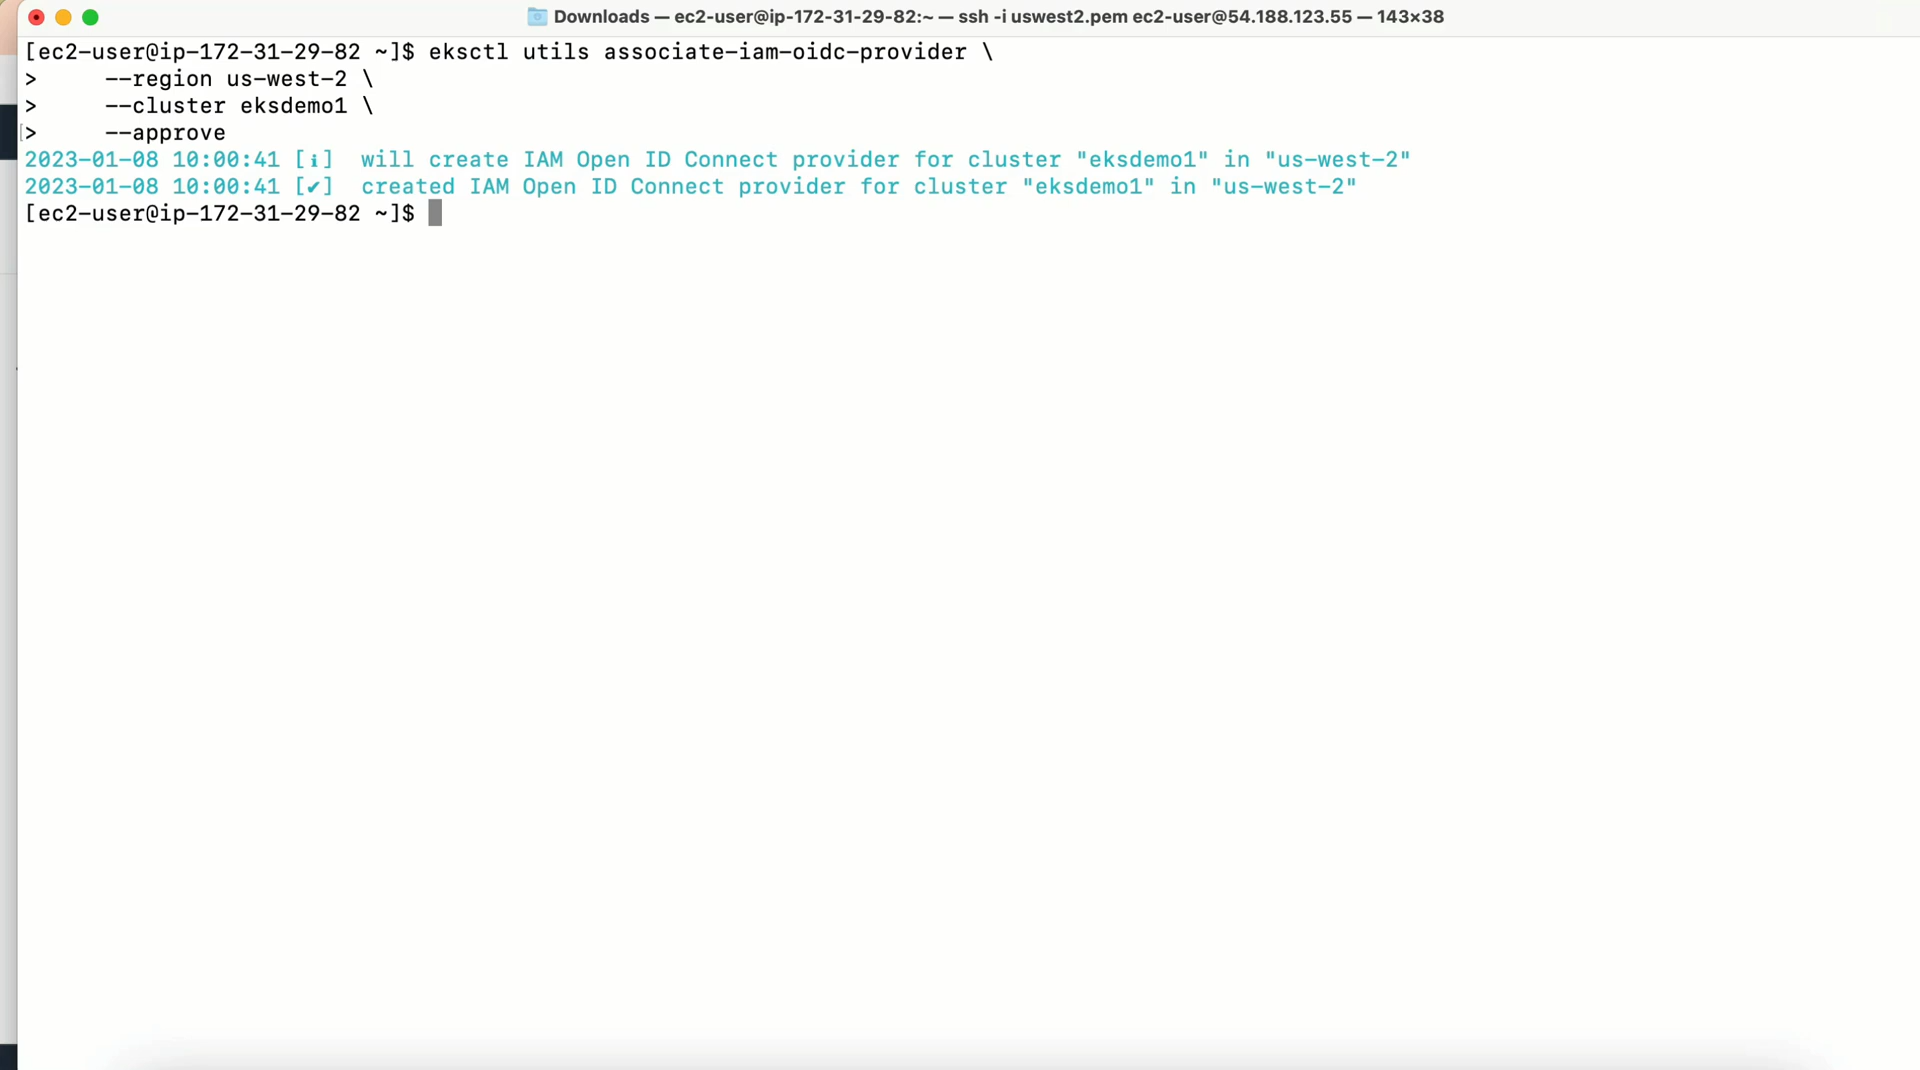 Downloads — ec2-user@ip-172-31-29-82:~ — ssh -i uswest2.pem ec2-user@54.188.123.55 — 143×38
[ec2-user@ip-172-31-29-82 ~]$ eksctl utils associate-iam-oidc-provider \
>     --region us-west-2 \
>     --cluster eksdemo1 \
[>     --approve
2023-01-08 10:00:41 [ℹ]  will create IAM Open ID Connect provider for cluster "eksdemo1" in "us-west-2"
2023-01-08 10:00:41 [✔]  created IAM Open ID Connect provider for cluster "eksdemo1" in "us-west-2"
[ec2-user@ip-172-31-29-82 ~]$